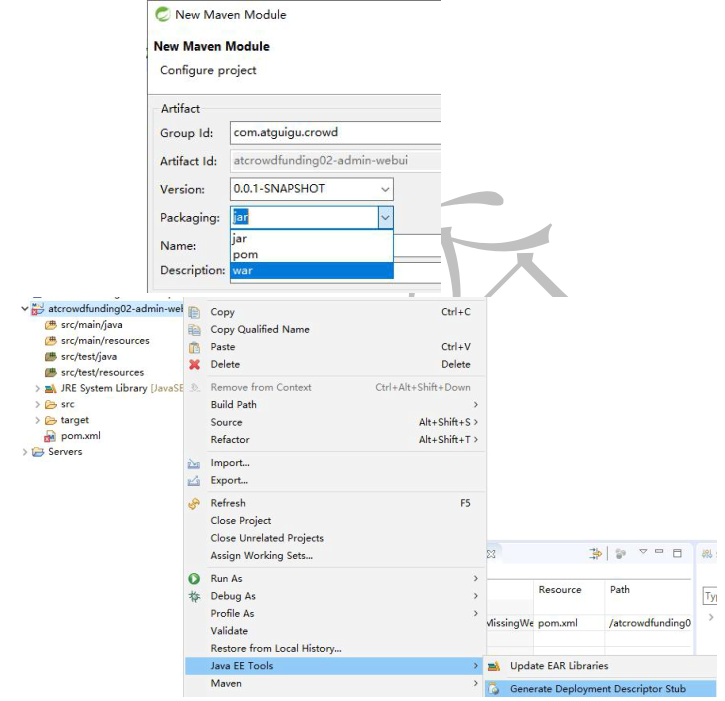 New Maven Module
New Maven Module
Configure project
Artifact
Group Id: com.atguigu.crowd
Artifact Id: atcrowdfunding02-admin-webui
Version: 0.0.1-SNAPSHOT
Packaging: jar
jar
Name:
pom
Description:
war
atcrowdfunding02-admin-wel
src/main/java
src/main/resources
src/test/java
src/test/resources
JRE System Library [JavaSE
src
target
pom.xml
Servers
Copy Ctrl+C
Copy Qualified Name
Paste Ctrl+V
Delete Delete
Remove from Context Ctrl+Alt+Shift+Down
Build Path
Source Alt+Shift+S
Refactor Alt+Shift+T
Import...
Export...
Refresh F5
Close Project
Close Unrelated Projects
Assign Working Sets...
Run As
Debug As
Profile As
Validate
Restore from Local History...
Java EE Tools
Maven
Resource Path
MissingWe pom.xml /atcrowdfunding0
Typ
Update EAR Libraries
Generate Deployment Descriptor Stub